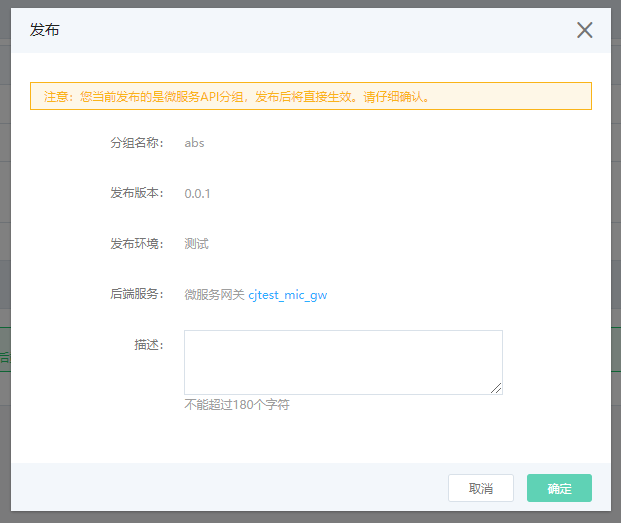 发布
注意：您当前发布的是微服务API分组，发布后将直接生效。请仔细确认。
分组名称： abs
发布版本： 0.0.1
发布环境： 测试
后端服务： 微服务网关 cjtest_mic_gw
描述：
不能超过180个字符
取消 确定